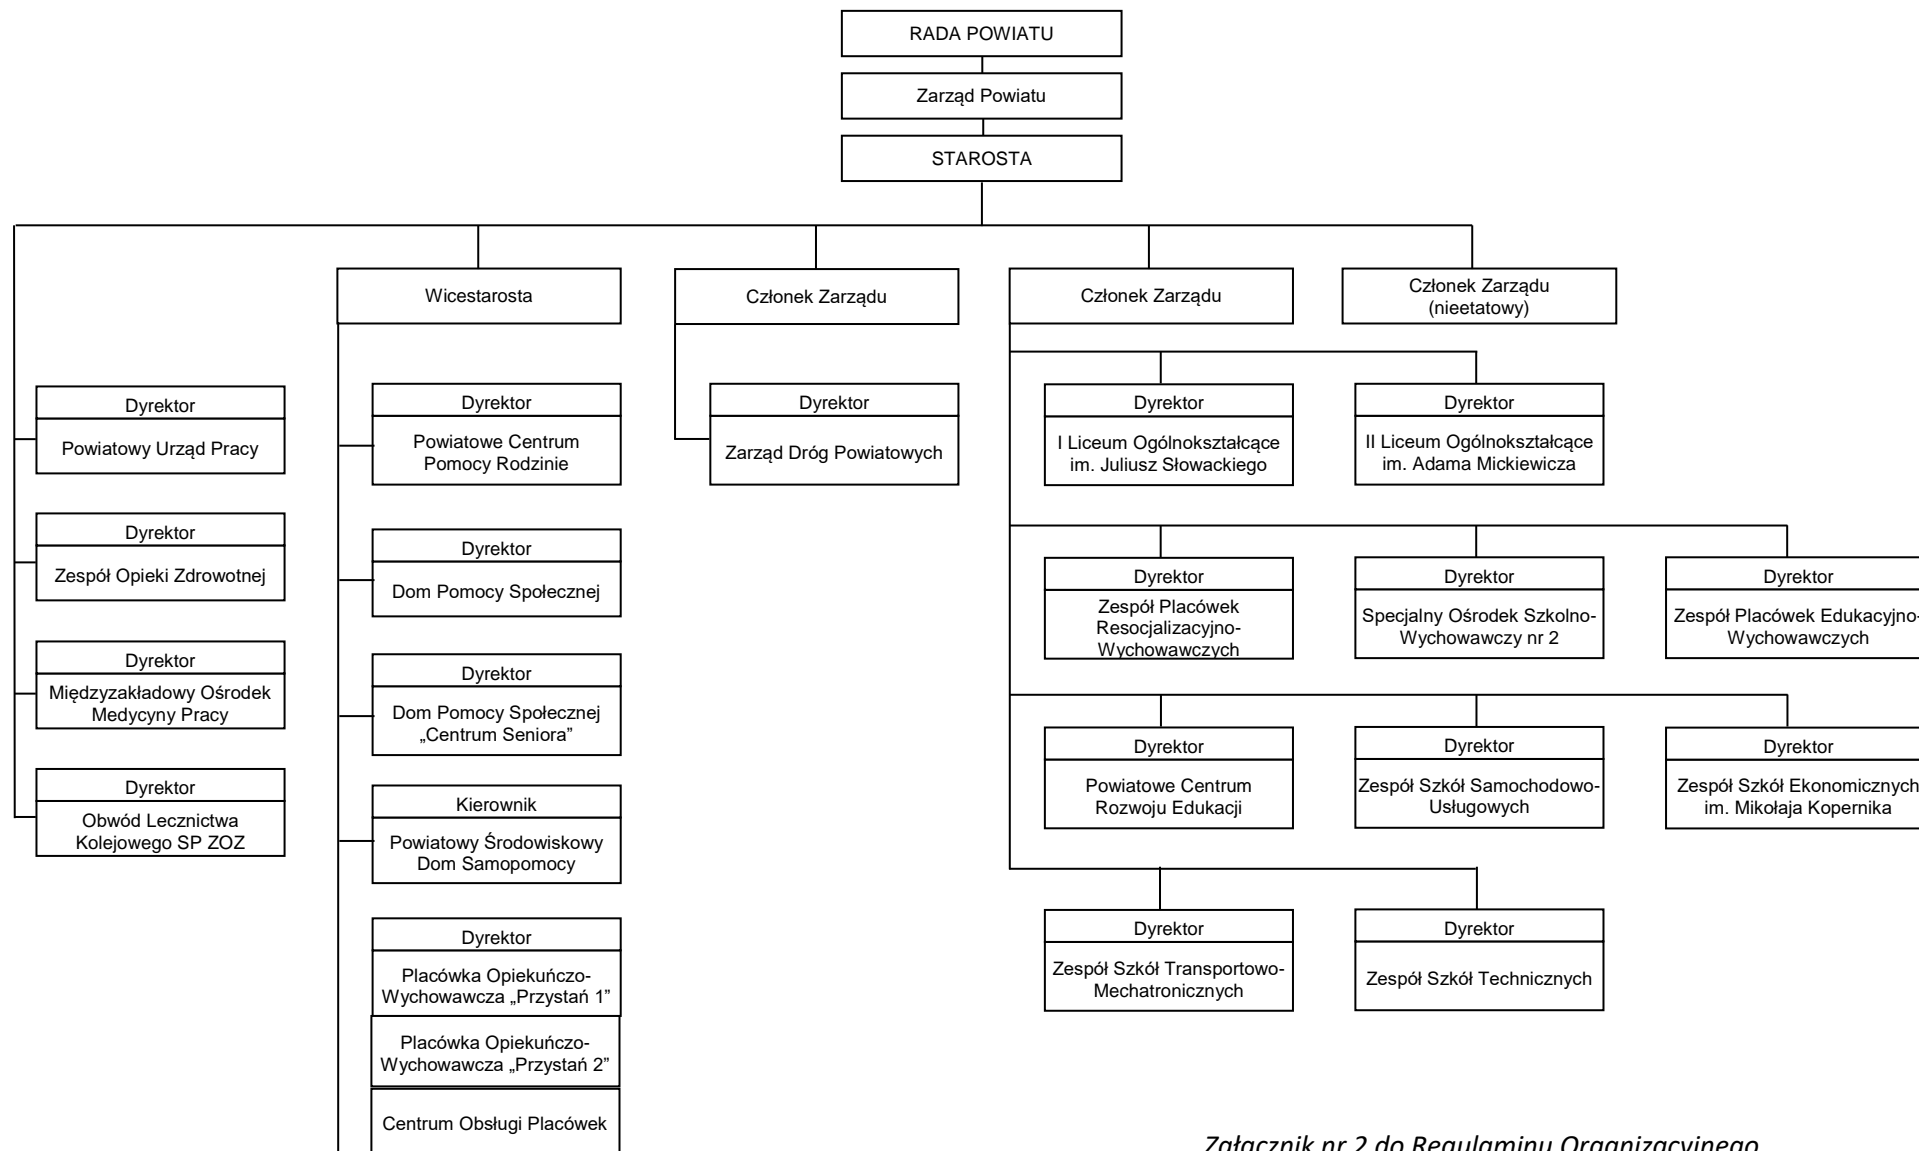 RADA POWIATU
Zarząd Powiatu
STAROSTA
Wicestarosta
Członek Zarządu
Członek Zarządu
Członek Zarządu
(nieetatowy)
Dyrektor
Powiatowy Urząd Pracy
Dyrektor
Zespół Opieki Zdrowotnej
Dyrektor
Międzyzakładowy Ośrodek
Medycyny Pracy
Dyrektor
Obwód Lecznictwa
Kolejowego SP ZOZ
Dyrektor
Powiatowe Centrum
Pomocy Rodzinie
Dyrektor
Dom Pomocy Społecznej
Dyrektor
Dom Pomocy Społecznej
„Centrum Seniora”
Kierownik
Powiatowy Środowiskowy
Dom Samopomocy
Dyrektor
Placówka Opiekuńczo-
Wychowawcza „Przystań 1”
Placówka Opiekuńczo-
Wychowawcza „Przystań 2”
Centrum Obsługi Placówek
Dyrektor
Zarząd Dróg Powiatowych
Dyrektor
I Liceum Ogólnokształcące
im. Juliusz Słowackiego
Dyrektor
II Liceum Ogólnokształcące
im. Adama Mickiewicza
Dyrektor
Zespół Placówek
Resocjalizacyjno-
Wychowawczych
Dyrektor
Specjalny Ośrodek Szkolno-
Wychowawczy nr 2
Dyrektor
Zespół Placówek Edukacyjno-
Wychowawczych
Dyrektor
Powiatowe Centrum
Rozwoju Edukacji
Dyrektor
Zespół Szkół Samochodowo-
Usługowych
Dyrektor
Zespół Szkół Ekonomicznych
im. Mikołaja Kopernika
Dyrektor
Zespół Szkół Transportowo-
Mechatronicznych
Dyrektor
Zespół Szkół Technicznych
Załącznik nr 2 do Regulaminu Organizacyjnego